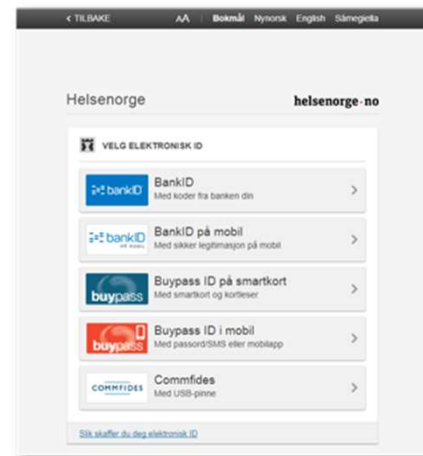 < TILBAKE AA Bokmål Nynorsk English Sámegiella
Helsenorge helsenorge.no
VELG ELEKTRONISK ID
bankID
BankID
Med koder fra banken din
bankID
PÅ MOBIL
BankID på mobil
Med sikker legitimasjon på mobil
buypass
Buypass ID på smartkort
Med smartkort og kortleser
buypass
Buypass ID i mobil
Med passord/SMS eller mobilapp
COMMFIDES
Commfides
Med USB-pinne
Slik skaffer du deg elektronisk ID